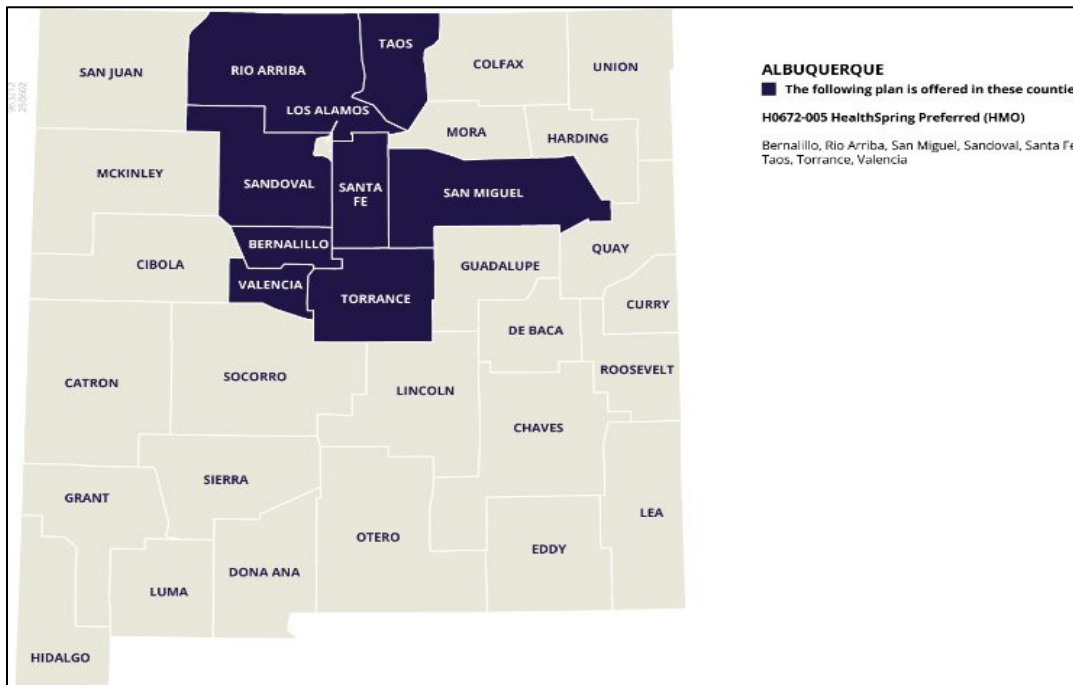 TAOS
SAN JUAN
RIO ARRIBA
COLFAX
UNION
LOS ALAMOS
MORA
HARDING
MCKINLEY
SANDOVAL
SANTA
FE
SAN MIGUEL
BERNALILLO
QUAY
CIBOLA
GUADALUPE
VALENCIA
TORRANCE
CURRY
DE BACA
ROOSEVELT
SOCORRO
CATRON
LINCOLN
CHAVES
SIERRA
GRANT
LEA
OTERO
EDDY
DONA ANA
LUMA
HIDALGO
ALBUQUERQUE
The following plan is offered in these countie
H0672-005 HealthSpring Preferred (HMO)
Bernalillo, Rio Arriba, San Miguel, Sandoval, Santa Fe
Taos, Torrance, Valencia